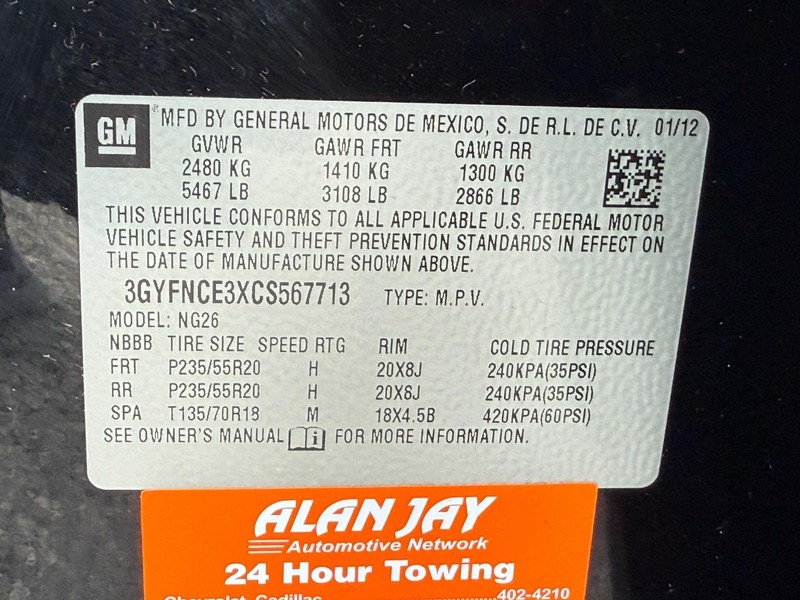 GM
MFD BY GENERAL MOTORS DE MEXICO, S. DE R.L. DE C.V. 01/12
GVWR GAWR FRT GAWR RR
2480 KG 1410 KG 1300 KG
5467 LB 3108 LB 2866 LB
THIS VEHICLE CONFORMS TO ALL APPLICABLE U.S. FEDERAL MOTOR
VEHICLE SAFETY AND THEFT PREVENTION STANDARDS IN EFFECT ON
THE DATE OF MANUFACTURE SHOWN ABOVE.
3GYFNCE3XCS567713 TYPE: M.P.V.
MODEL: NG26
NBBB TIRE SIZE SPEED RTG RIM COLD TIRE PRESSURE
FRT P235/55R20 H 20X8J 240KPA(35PSI)
RR P235/55R20 H 20X8J 240KPA(35PSI)
SPA T135/70R18 M 18X4.5B 420KPA(60PSI)
SEE OWNER'S MANUAL FOR MORE INFORMATION.
ALAN JAY
Automotive Network
24 Hour Towing
Chevrolet, Cadillac 402-4210